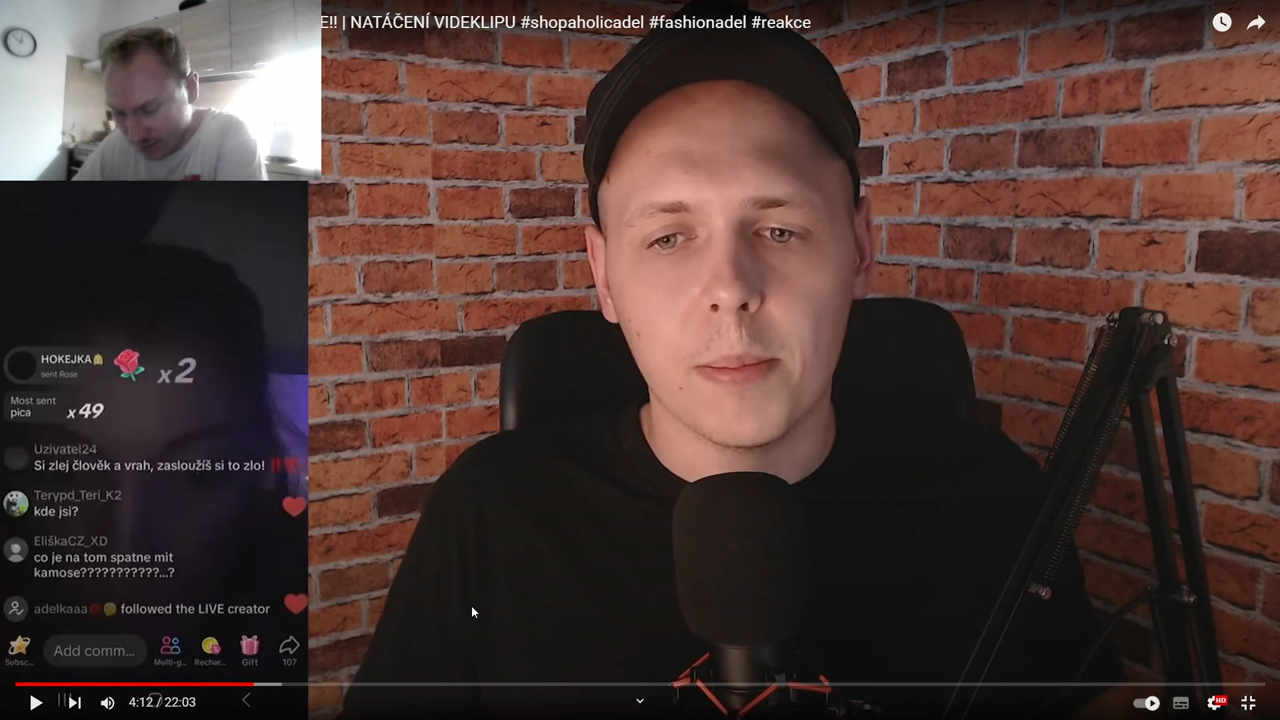 E!! | NATÁČENÍ VIDEKLIPU #shopaholicadel #fashionadel #reakce
HOKEJKA
sent Rose
x2
Most sent
pica
x49
Uzivatel24
Si zlej člověk a vrah, zasloužíš si to zlo!
Terypd_Teri_K2
kde jsi?
EliškaCZ_XD
co je na tom spatne mit
kamose???????????...?
adelkaaa followed the LIVE creator
Add comm...
Subsc...
Multi-g...
Rechar...
Gift
107
4:12 / 22:03
HD